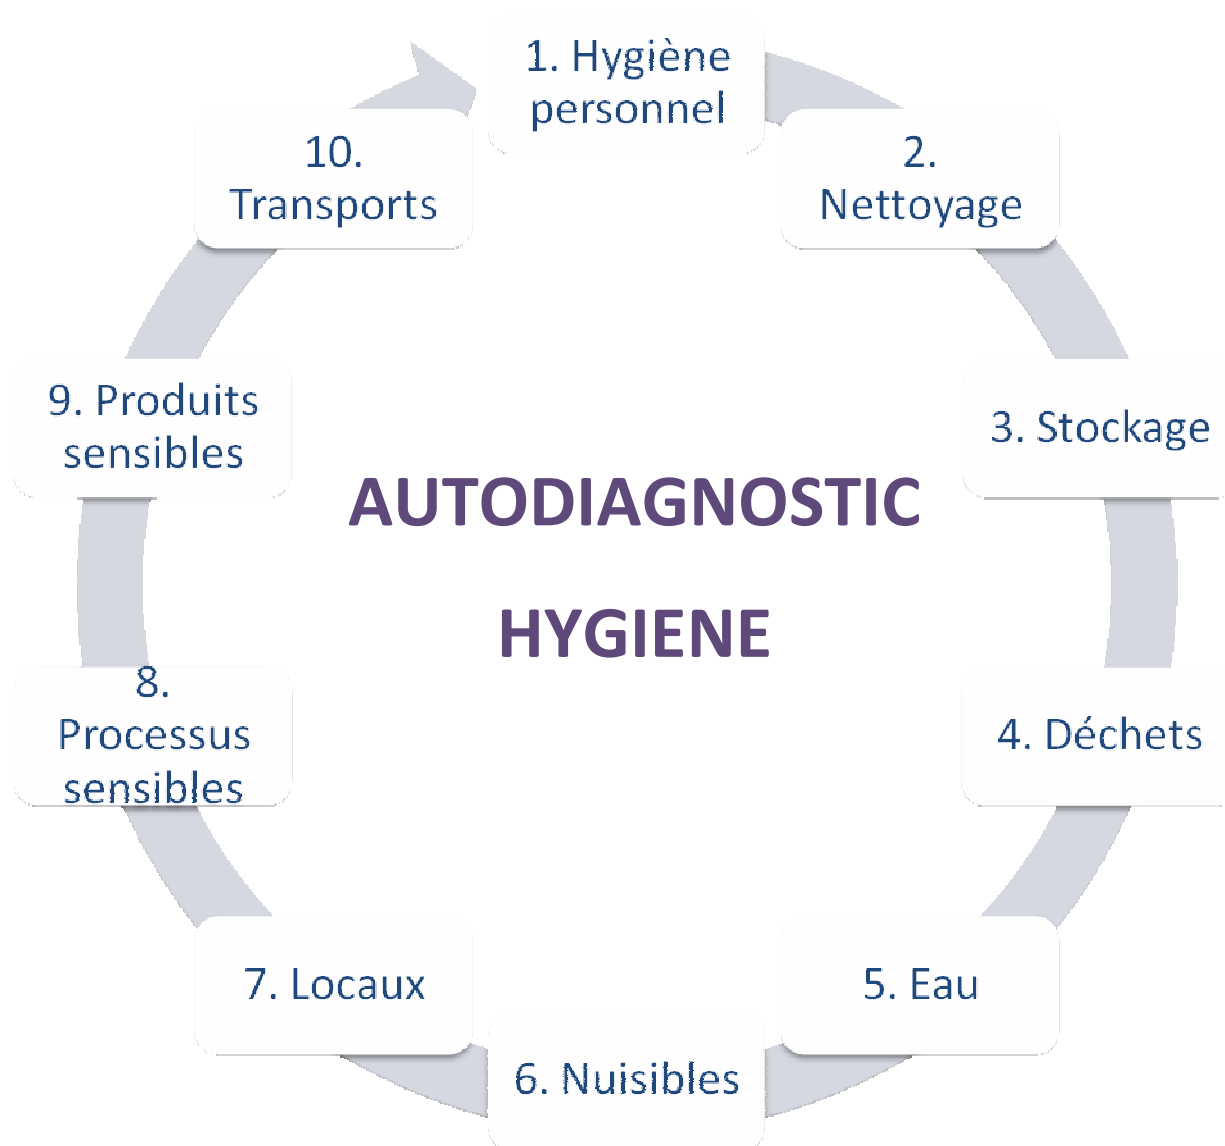 1. Hygiène
personnel
2.
Nettoyage
3. Stockage
4. Déchets
5. Eau
6. Nuisibles
7. Locaux
8.
Processus
sensibles
9. Produits
sensibles
10.
Transports
AUTODIAGNOSTIC
HYGIENE